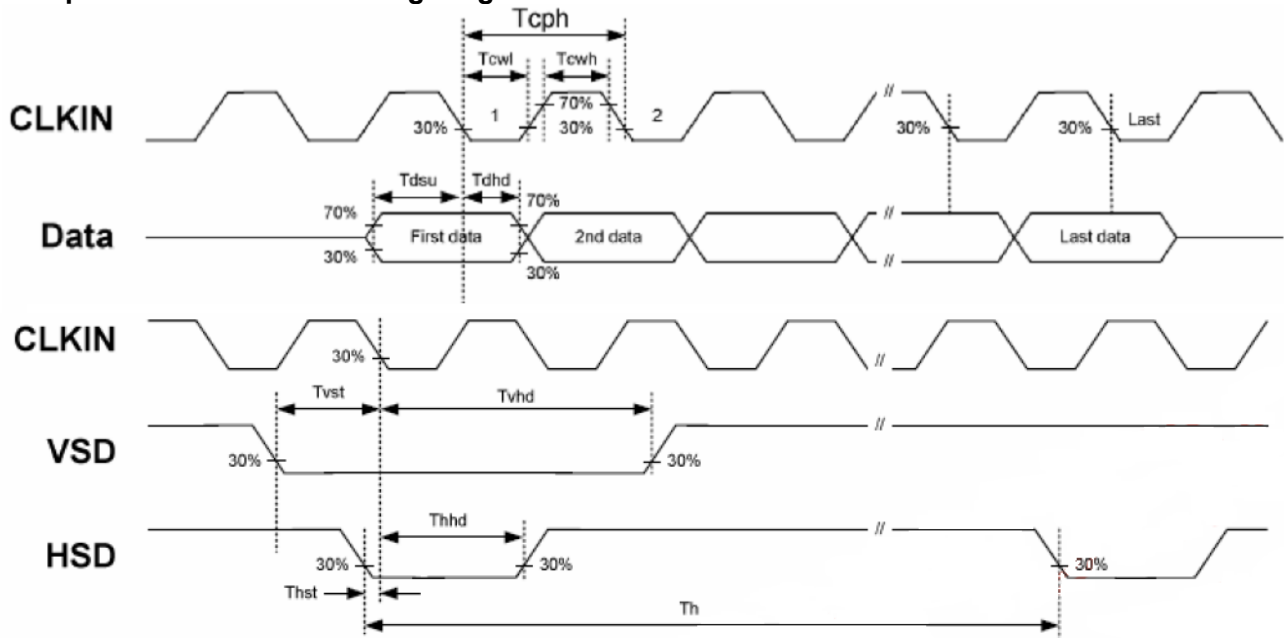 Tcph
Tcwl Tcwh
CLKIN 30% 1 70% 30% 2 // 30% 30% Last
Tdsu Tdhd
70% 70%
Data First data 2nd data // // Last data
30% 30%
CLKIN 30% //
Tvst Tvhd
VSD 30% 30% //
Thhd
HSD 30% 30% // 30%
Thst
Th